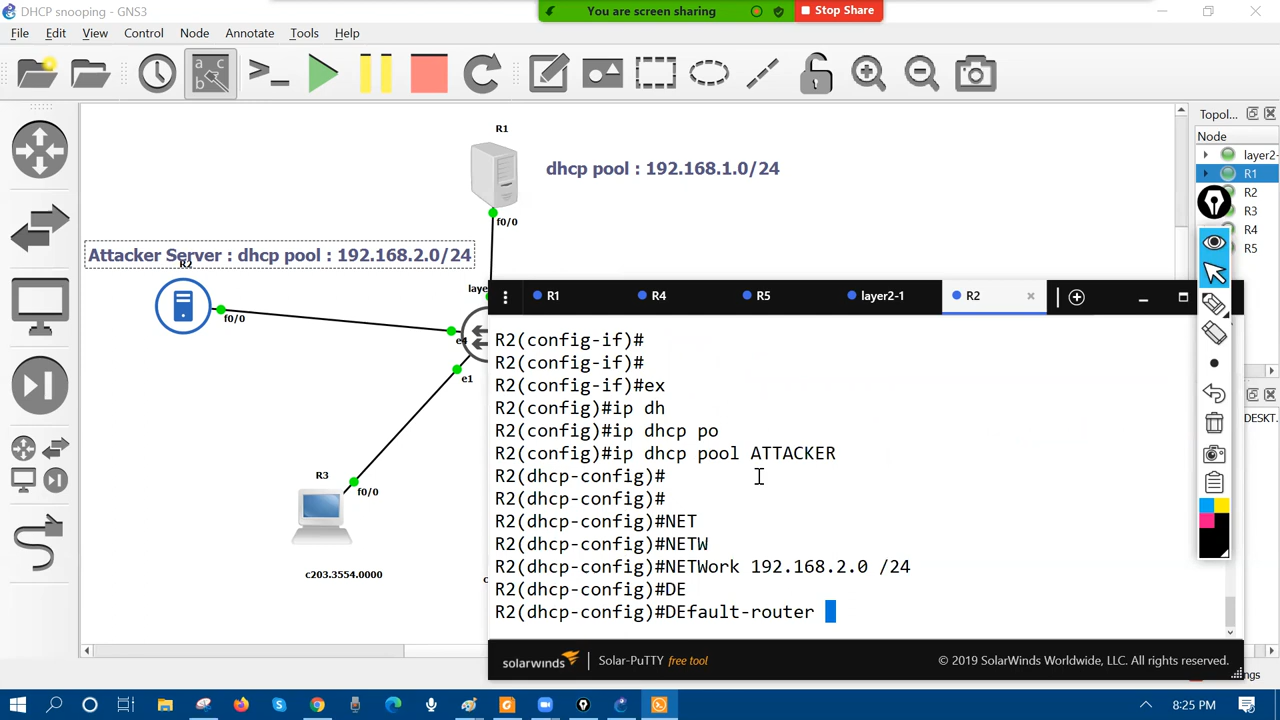 DHCP snooping - GNS3
You are screen sharing
Stop Share
File Edit View Control Node Annotate Tools Help
R1
dhcp pool : 192.168.1.0/24
f0/0
Attacker Server : dhcp pool : 192.168.2.0/24
R2
f0/0
laye
e4
e1
R3
f0/0
c203.3554.0000
Topol...
Node
layer2
R1
R2
R3
R4
R5
DESKT.
R1 R4 R5 layer2-1 R2
R2(config-if)#
R2(config-if)#
R2(config-if)#ex
R2(config)#ip dh
R2(config)#ip dhcp po
R2(config)#ip dhcp pool ATTACKER
R2(dhcp-config)#
R2(dhcp-config)#
R2(dhcp-config)#NET
R2(dhcp-config)#NETW
R2(dhcp-config)#NETWork 192.168.2.0 /24
R2(dhcp-config)#DE
R2(dhcp-config)#DEfault-router
solarwinds Solar-PuTTY free tool © 2019 SolarWinds Worldwide, LLC. All rights reserved.
ngs
8:25 PM